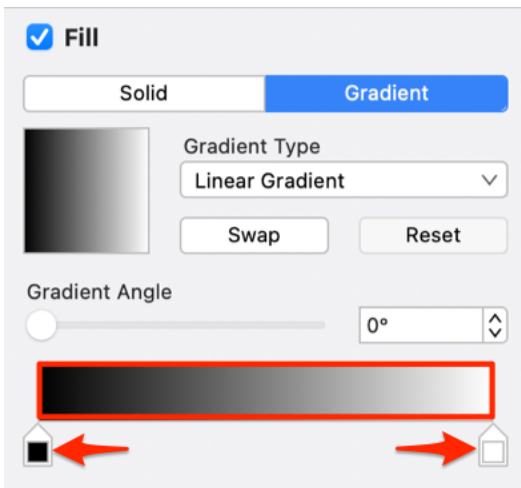 Fill
Solid Gradient
Gradient Type
Linear Gradient
Swap Reset
Gradient Angle
0°